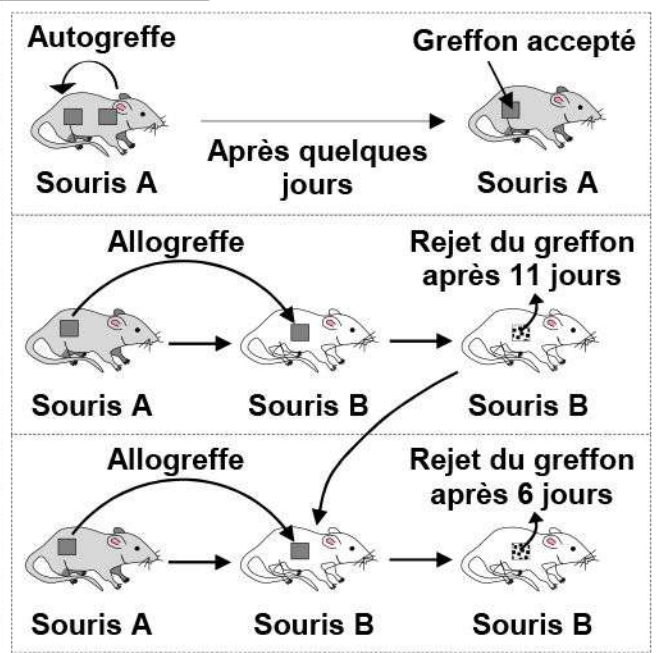 Autogreffe
Greffon accepté
Après quelques
jours
Souris A
Souris A
Allogreffe
Rejet du greffon
après 11 jours
Souris A
Souris B
Souris B
Allogreffe
Rejet du greffon
après 6 jours
Souris A
Souris B
Souris B